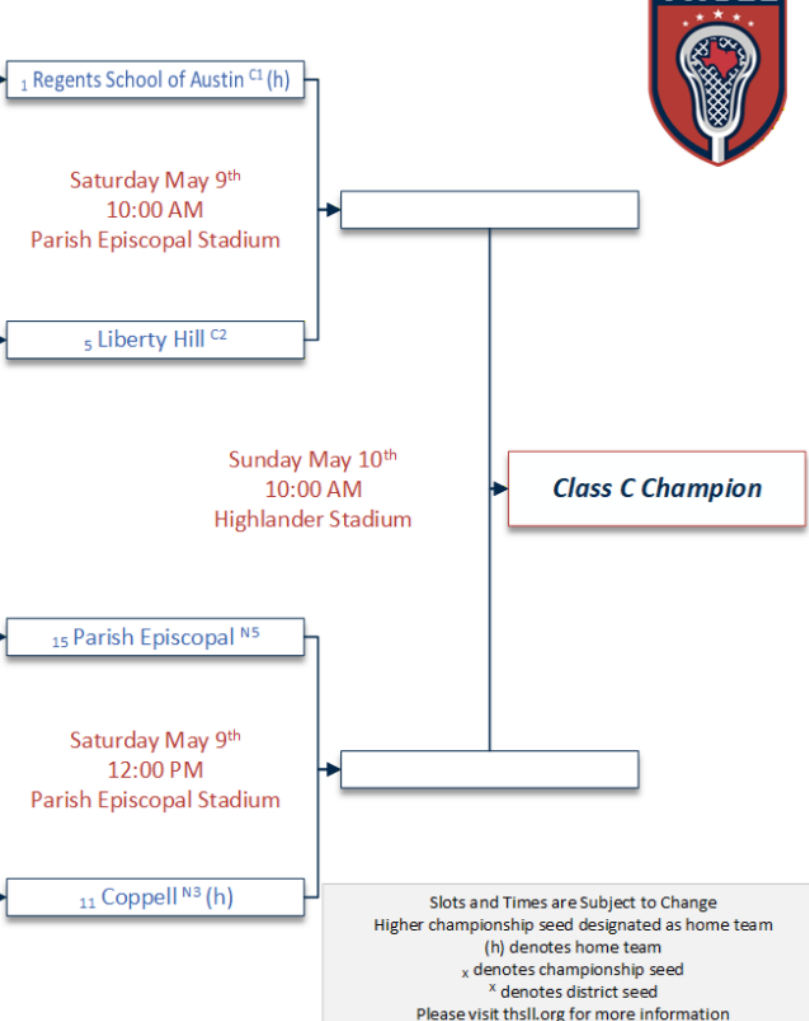 1 Regents School of Austin C1 (h)
Saturday May 9th
10:00 AM
Parish Episcopal Stadium
5 Liberty Hill C2
Sunday May 10th
10:00 AM
Highlander Stadium
Class C Champion
15 Parish Episcopal N5
Saturday May 9th
12:00 PM
Parish Episcopal Stadium
11 Coppell N3 (h)
Slots and Times are Subject to Change
Higher championship seed designated as home team
(h) denotes home team
x denotes championship seed
x denotes district seed
Please visit thsll.org for more information